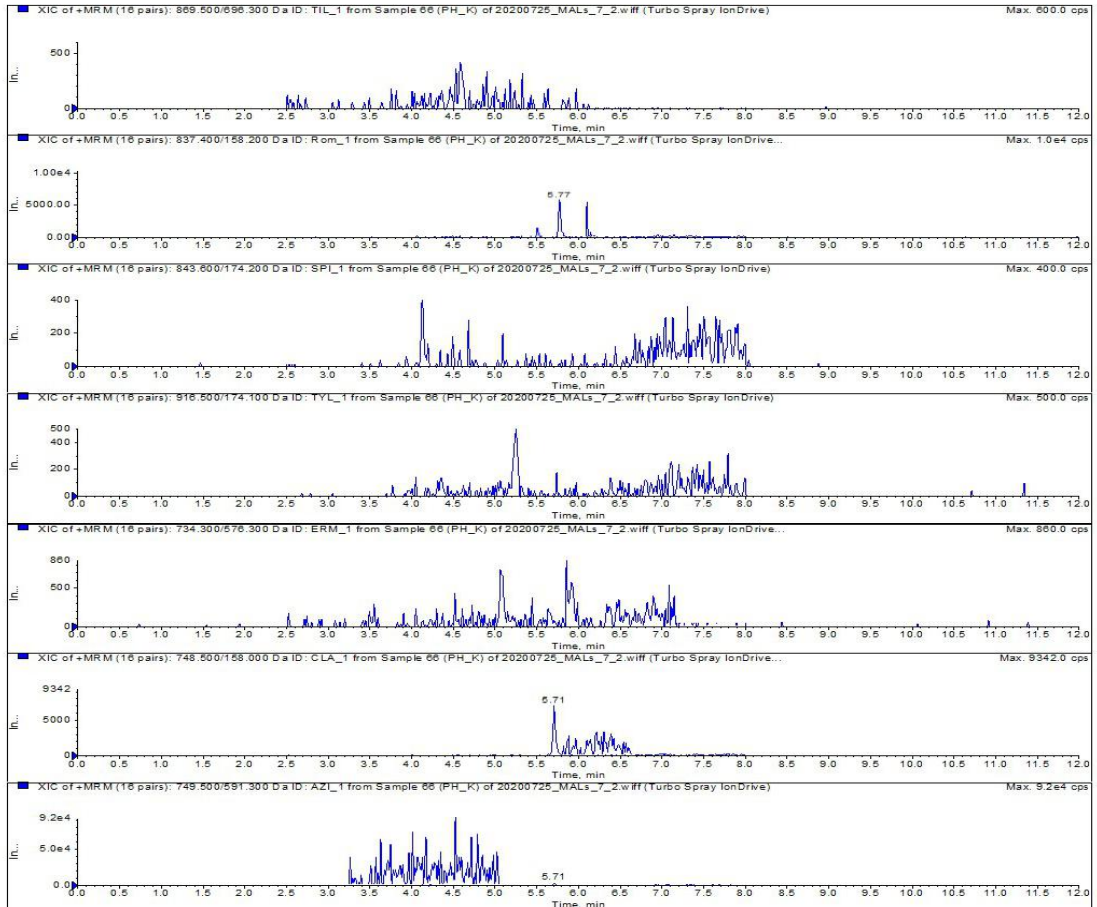 XIC of +MRM (16 pairs): 869.500/696.300 Da ID: TIL_1 from Sample 66 (PH_K) of 20200725_MALs_7_2.wiff (Turbo Spray IonDrive) Max. 600.0 cps
In...
500
0
0.0 0.5 1.0 1.5 2.0 2.5 3.0 3.5 4.0 4.5 5.0 5.5 6.0 6.5 7.0 7.5 8.0 8.5 9.0 9.5 10.0 10.5 11.0 11.5 12.0
Time, min
XIC of +MRM (16 pairs): 837.400/158.200 Da ID: Rom_1 from Sample 66 (PH_K) of 20200725_MALs_7_2.wiff (Turbo Spray IonDrive... Max. 1.0e4 cps
In...
1.00e4
5000.00
0.00
5.77
0.0 0.5 1.0 1.5 2.0 2.5 3.0 3.5 4.0 4.5 5.0 5.5 6.0 6.5 7.0 7.5 8.0 8.5 9.0 9.5 10.0 10.5 11.0 11.5 12.0
Time, min
XIC of +MRM (16 pairs): 843.600/174.200 Da ID: SPI_1 from Sample 66 (PH_K) of 20200725_MALs_7_2.wiff (Turbo Spray IonDrive) Max. 400.0 cps
In...
400
200
0
0.0 0.5 1.0 1.5 2.0 2.5 3.0 3.5 4.0 4.5 5.0 5.5 6.0 6.5 7.0 7.5 8.0 8.5 9.0 9.5 10.0 10.5 11.0 11.5 12.0
Time, min
XIC of +MRM (16 pairs): 916.500/174.100 Da ID: TYL_1 from Sample 66 (PH_K) of 20200725_MALs_7_2.wiff (Turbo Spray IonDrive) Max. 500.0 cps
In...
500
400
200
0
0.0 0.5 1.0 1.5 2.0 2.5 3.0 3.5 4.0 4.5 5.0 5.5 6.0 6.5 7.0 7.5 8.0 8.5 9.0 9.5 10.0 10.5 11.0 11.5 12.0
Time, min
XIC of +MRM (16 pairs): 734.300/576.300 Da ID: ERM_1 from Sample 66 (PH_K) of 20200725_MALs_7_2.wiff (Turbo Spray IonDrive... Max. 860.0 cps
In...
860
500
0
0.0 0.5 1.0 1.5 2.0 2.5 3.0 3.5 4.0 4.5 5.0 5.5 6.0 6.5 7.0 7.5 8.0 8.5 9.0 9.5 10.0 10.5 11.0 11.5 12.0
Time, min
XIC of +MRM (16 pairs): 748.500/158.000 Da ID: CLA_1 from Sample 66 (PH_K) of 20200725_MALs_7_2.wiff (Turbo Spray IonDrive... Max. 9342.0 cps
In...
9342
5000
0
5.71
0.0 0.5 1.0 1.5 2.0 2.5 3.0 3.5 4.0 4.5 5.0 5.5 6.0 6.5 7.0 7.5 8.0 8.5 9.0 9.5 10.0 10.5 11.0 11.5 12.0
Time, min
XIC of +MRM (16 pairs): 749.500/591.300 Da ID: AZI_1 from Sample 66 (PH_K) of 20200725_MALs_7_2.wiff (Turbo Spray IonDrive) Max. 9.2e4 cps
In...
9.2e4
5.0e4
0.0
5.71
0.0 0.5 1.0 1.5 2.0 2.5 3.0 3.5 4.0 4.5 5.0 5.5 6.0 6.5 7.0 7.5 8.0 8.5 9.0 9.5 10.0 10.5 11.0 11.5 12.0
Time, min